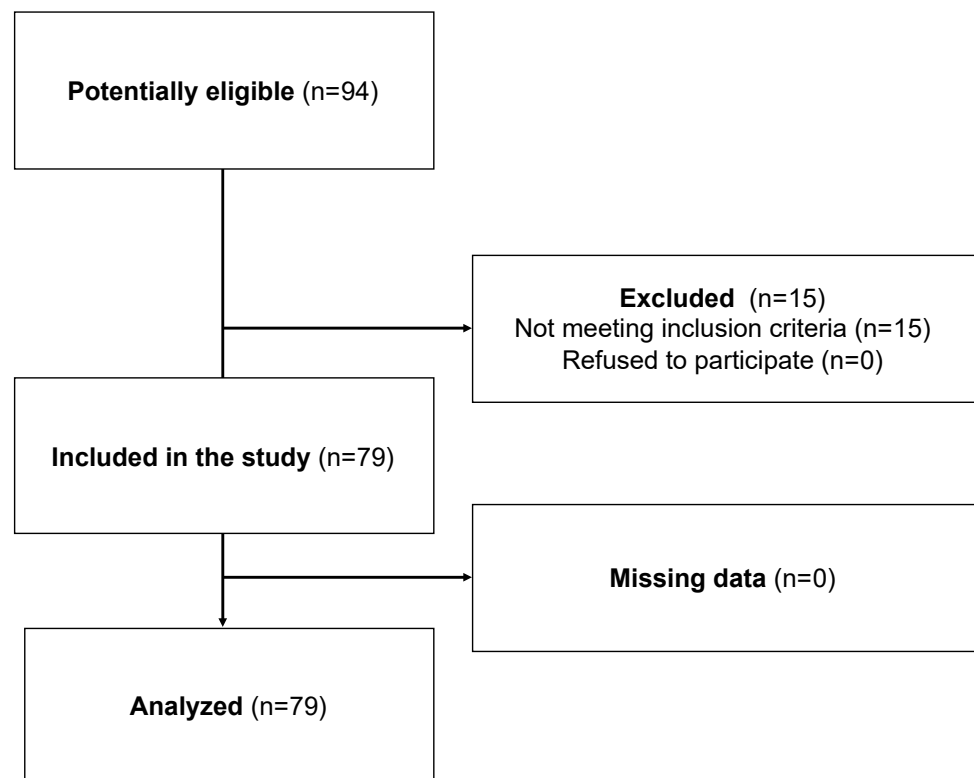 Potentially eligible (n=94)
Excluded (n=15)
Not meeting inclusion criteria (n=15)
Refused to participate (n=0)
Included in the study (n=79)
Missing data (n=0)
Analyzed (n=79)